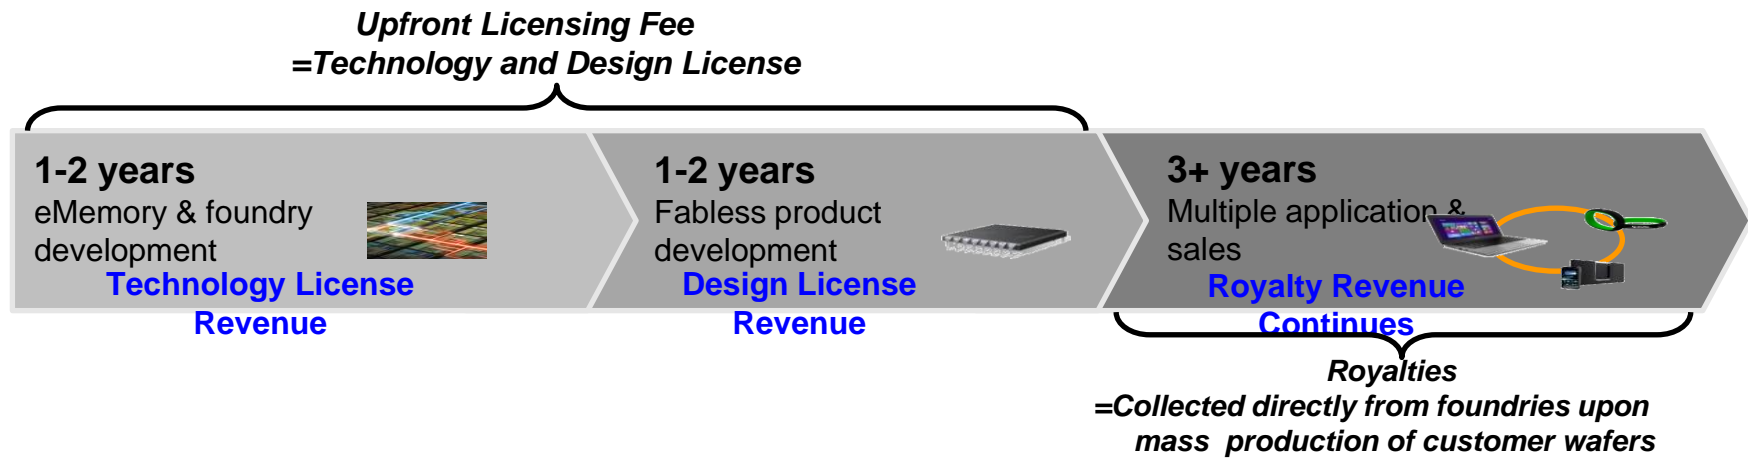 Upfront Licensing Fee
=Technology and Design License
1-2 years
eMemory & foundry
development
Technology License
Revenue
1-2 years
Fabless product
development
Design License
Revenue
3+ years
Multiple application &
sales
Royalty Revenue
Continues
Royalties
=Collected directly from foundries upon
mass production of customer wafers